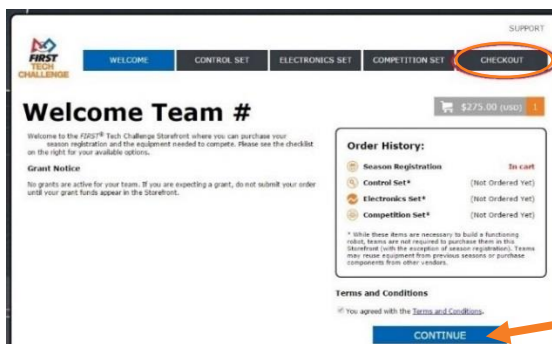 SUPPORT
FIRST
TECH
CHALLENGE
WELCOME
CONTROL SET
ELECTRONICS SET
COMPETITION SET
CHECKOUT
Welcome Team #
$275.00 (USD) 1
Welcome to the FIRST® Tech Challenge Storefront where you can purchase your
season registration and the equipment needed to compete. Please see the checklist
on the right for your available options.
Grant Notice
No grants are active for your team. If you are expecting a grant, do not submit your order
until your grant funds appear in the Storefront.
Order History:
Season Registration In cart
Control Set* (Not Ordered Yet)
Electronics Set* (Not Ordered Yet)
Competition Set* (Not Ordered Yet)
* While these items are necessary to build a functioning
robot, teams are not required to purchase them in this
Storefront (with the exception of season registration). Teams
may reuse equipment from previous seasons or purchase
components from other vendors.
Terms and Conditions
You agreed with the Terms and Conditions.
CONTINUE